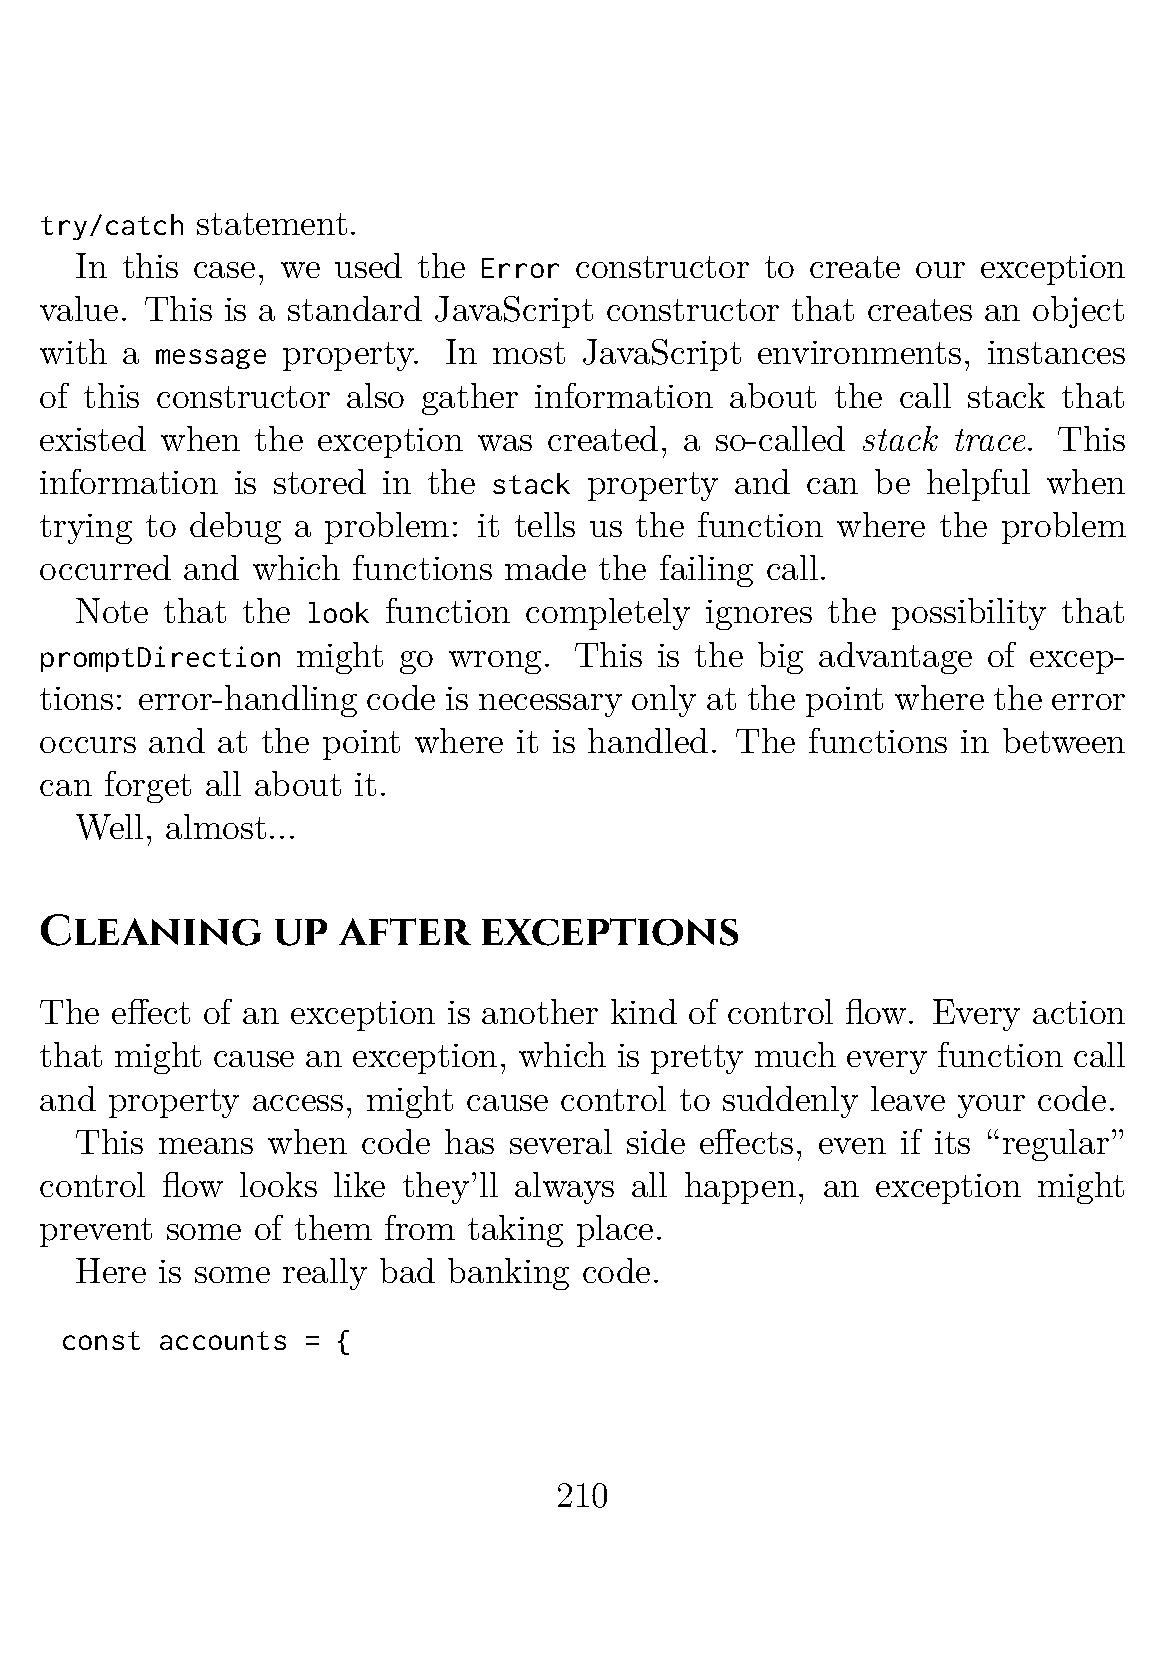 try/catch statement.
In this case, we used the Error constructor to create our exception
value. This is a standard JavaScript constructor that creates an object
with a message property. In most JavaScript environments, instances
of this constructor also gather information about the call stack that
existed when the exception was created, a so-called stack trace. This
information is stored in the stack property and can be helpful when
trying to debug a problem: it tells us the function where the problem
occurred and which functions made the failing call.
Note that the look function completely ignores the possibility that
promptDirection might go wrong. This is the big advantage of excep-
tions: error-handling code is necessary only at the point where the error
occurs and at the point where it is handled. The functions in between
can forget all about it.
Well, almost...
Cleaning up after exceptions
The effect of an exception is another kind of control flow. Every action
that might cause an exception, which is pretty much every function call
and property access, might cause control to suddenly leave your code.
This means when code has several side effects, even if its “regular”
control flow looks like they’ll always all happen, an exception might
prevent some of them from taking place.
Here is some really bad banking code.
const accounts = {
210